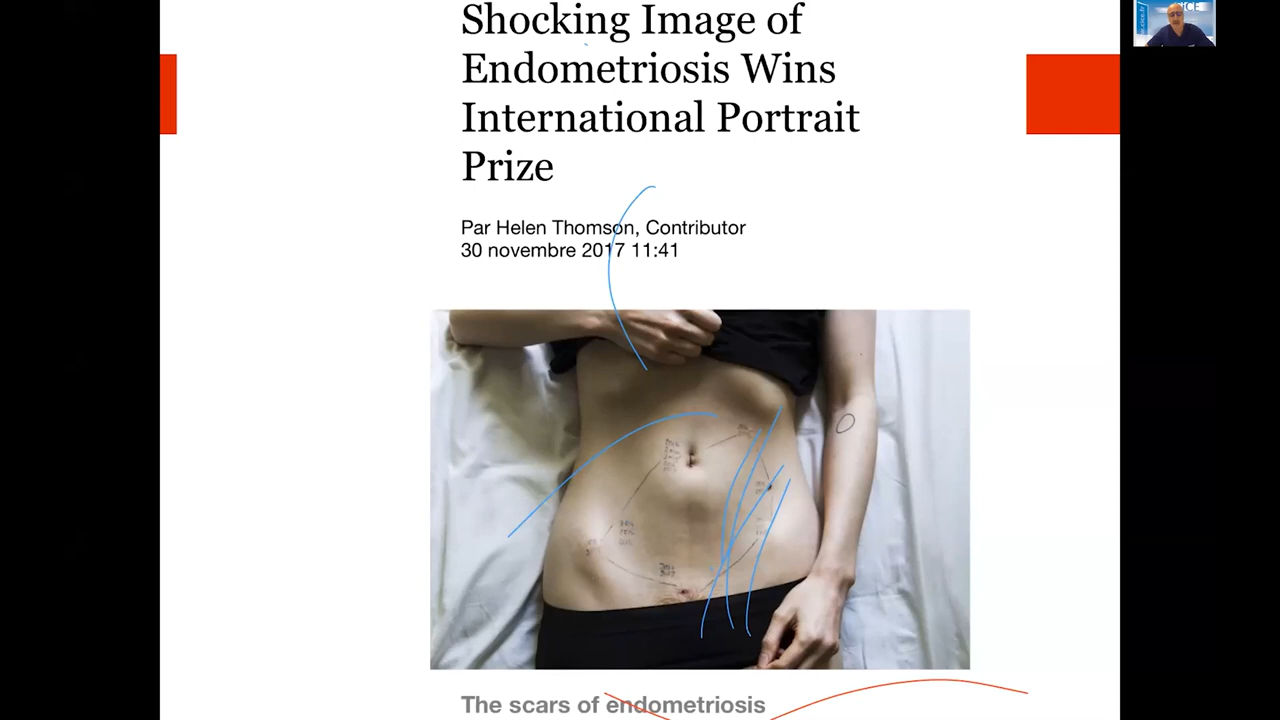 Shocking Image of
Endometriosis Wins
International Portrait
Prize
Par Helen Thomson, Contributor
30 novembre 2017 11:41
The scars of endometriosis